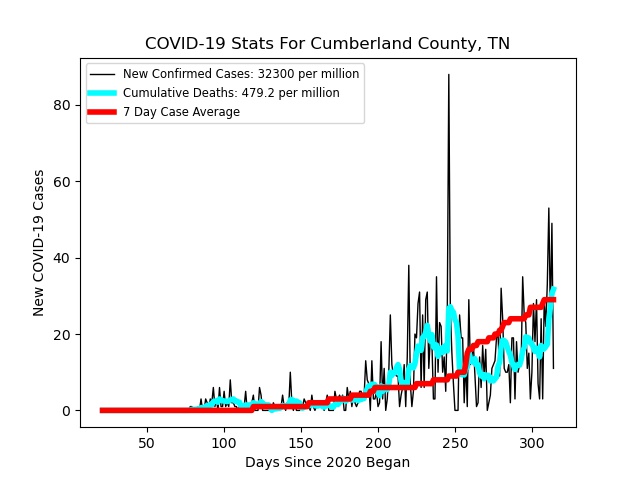 COVID-19 Stats For Cumberland County, TN
New Confirmed Cases: 32300 per million
Cumulative Deaths: 479.2 per million
7 Day Case Average
New COVID-19 Cases
80
60
40
20
0
50 100 150 200 250 300
Days Since 2020 Began